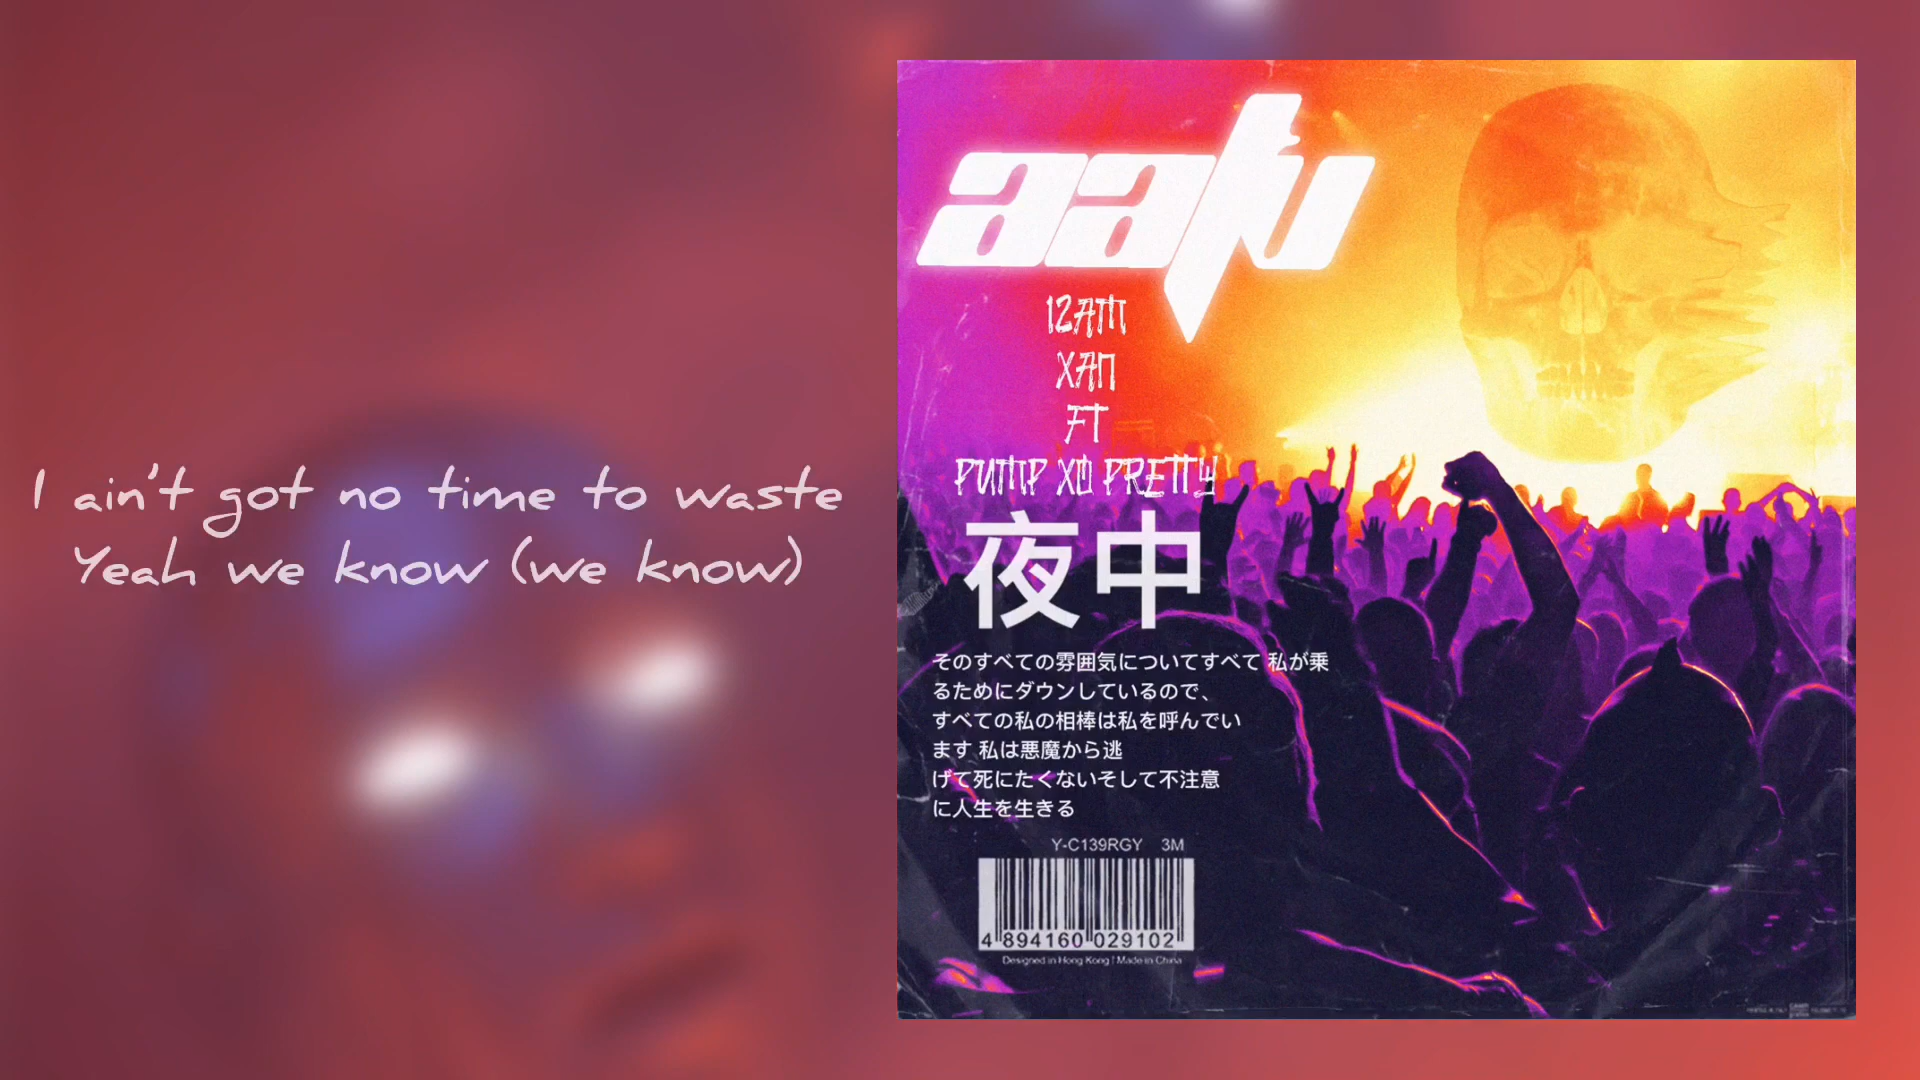 I ain't got no time to waste
Yeah we know (we know)
aatu
12AM
XAN
FT
PUMP XO PRETTY
夜中
そのすべての雰囲気についてすべて 私が乗
るためにダウンしているので、
すべての私の相棒は私を呼んでい
ます 私は悪魔から逃
げて死にたくないそして不注意
に人生を生きる
Y-C139RGY 3M
4 894160 029102
Designed in Hong Kong | Made in China